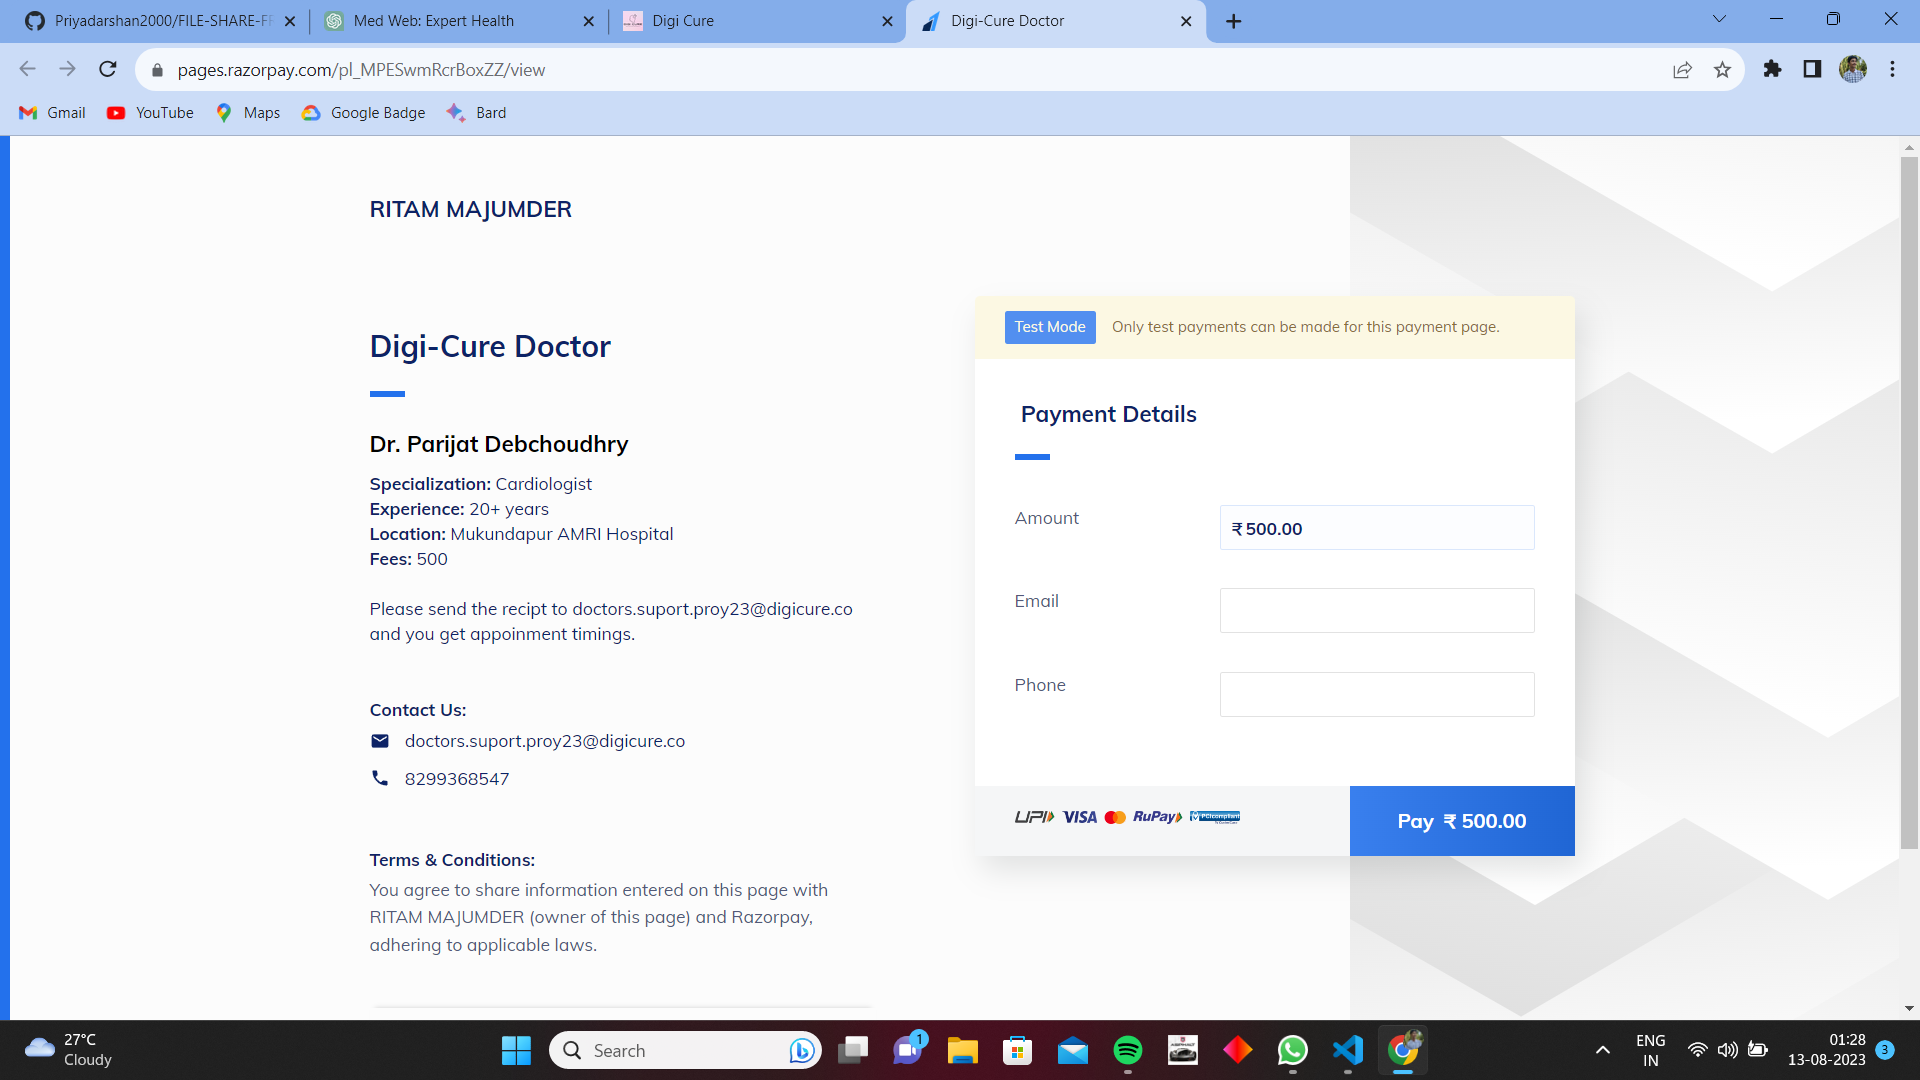 Priyadarshan2000/FILE-SHARE-FR
Med Web: Expert Health
Digi Cure
Digi-Cure Doctor
pages.razorpay.com/pl_MPESwmRcrBoxZZ/view
Gmail
YouTube
Maps
Google Badge
Bard
RITAM MAJUMDER
Digi-Cure Doctor
Dr. Parijat Debchoudhry
Specialization: Cardiologist
Experience: 20+ years
Location: Mukundapur AMRI Hospital
Fees: 500
Please send the recipt to doctors.suport.proy23@digicure.co
and you get appoinment timings.
Contact Us:
doctors.suport.proy23@digicure.co
8299368547
Terms & Conditions:
You agree to share information entered on this page with
RITAM MAJUMDER (owner of this page) and Razorpay,
adhering to applicable laws.
Test Mode
Only test payments can be made for this payment page.
Payment Details
Amount
₹ 500.00
Email
Phone
UPI VISA RuPay PCI compliant
Pay ₹ 500.00
27°C
Cloudy
Search
1
ENG
IN
01:28
13-08-2023
3